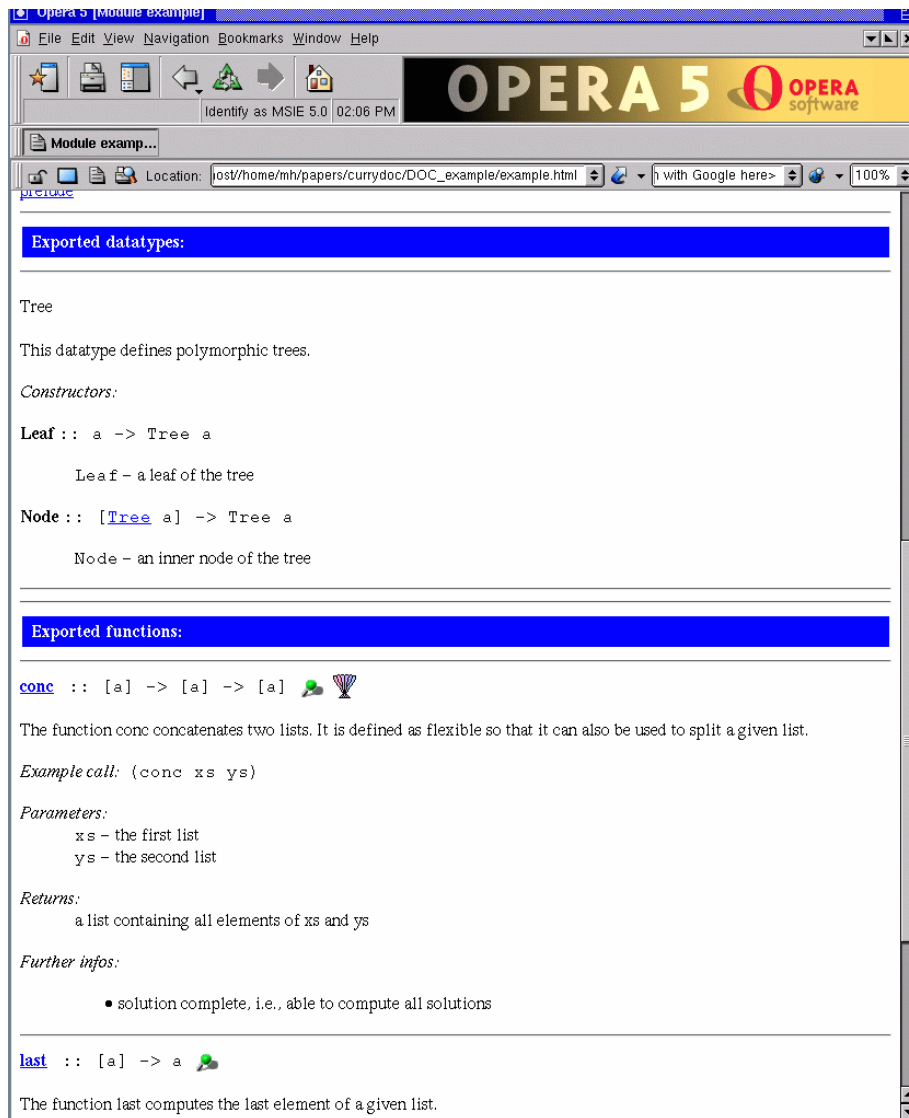 Opera 5 [Module example]
File Edit View Navigation Bookmarks Window Help
OPERA 5 OPERA software
Identify as MSIE 5.0 02:06 PM
Module examp...
Location: ost//home/mh/papers/currydoc/DOC_example/example.html with Google here> 100%
prelude
Exported datatypes:
Tree
This datatype defines polymorphic trees.
Constructors:
Leaf :: a -> Tree a
Leaf – a leaf of the tree
Node :: [Tree a] -> Tree a
Node – an inner node of the tree
Exported functions:
conc :: [a] -> [a] -> [a]
The function conc concatenates two lists. It is defined as flexible so that it can also be used to split a given list.
Example call: (conc xs ys)
Parameters:
xs – the first list
ys – the second list
Returns:
a list containing all elements of xs and ys
Further infos:
• solution complete, i.e., able to compute all solutions
last :: [a] -> a
The function last computes the last element of a given list.